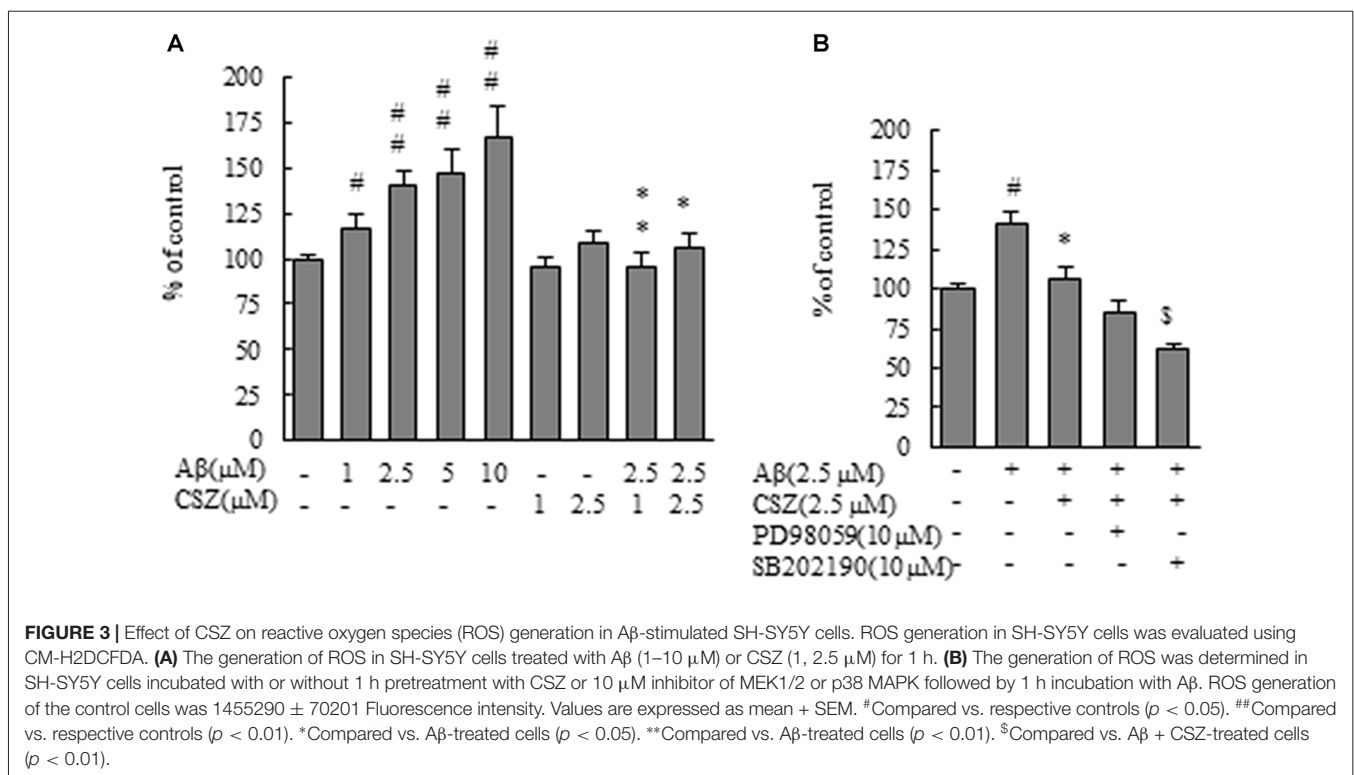 A
B
200
175
150
125
100
75
50
25
0
% of control
#
#
#
#
#
#
#
*
*
*
Aβ(μM) - 1 2.5 5 10 - - 2.5 2.5
CSZ(μM) - - - - - 1 2.5 1 2.5
200
175
150
125
100
75
50
25
0
% of control
#
*
$
Aβ(2.5 μM) - + + + +
CSZ(2.5 μM) - - + + +
PD98059(10 μM) - - - + -
SB202190(10 μM) - - - - +
FIGURE 3 | Effect of CSZ on reactive oxygen species (ROS) generation in Aβ-stimulated SH-SY5Y cells. ROS generation in SH-SY5Y cells was evaluated using
CM-H2DCFDA. (A) The generation of ROS in SH-SY5Y cells treated with Aβ (1–10 μM) or CSZ (1, 2.5 μM) for 1 h. (B) The generation of ROS was determined in
SH-SY5Y cells incubated with or without 1 h pretreatment with CSZ or 10 μM inhibitor of MEK1/2 or p38 MAPK followed by 1 h incubation with Aβ. ROS generation
of the control cells was 1455290 ± 70201 Fluorescence intensity. Values are expressed as mean + SEM. #Compared vs. respective controls (p < 0.05). ##Compared
vs. respective controls (p < 0.01). *Compared vs. Aβ-treated cells (p < 0.05). **Compared vs. Aβ-treated cells (p < 0.01). $Compared vs. Aβ + CSZ-treated cells
(p < 0.01).